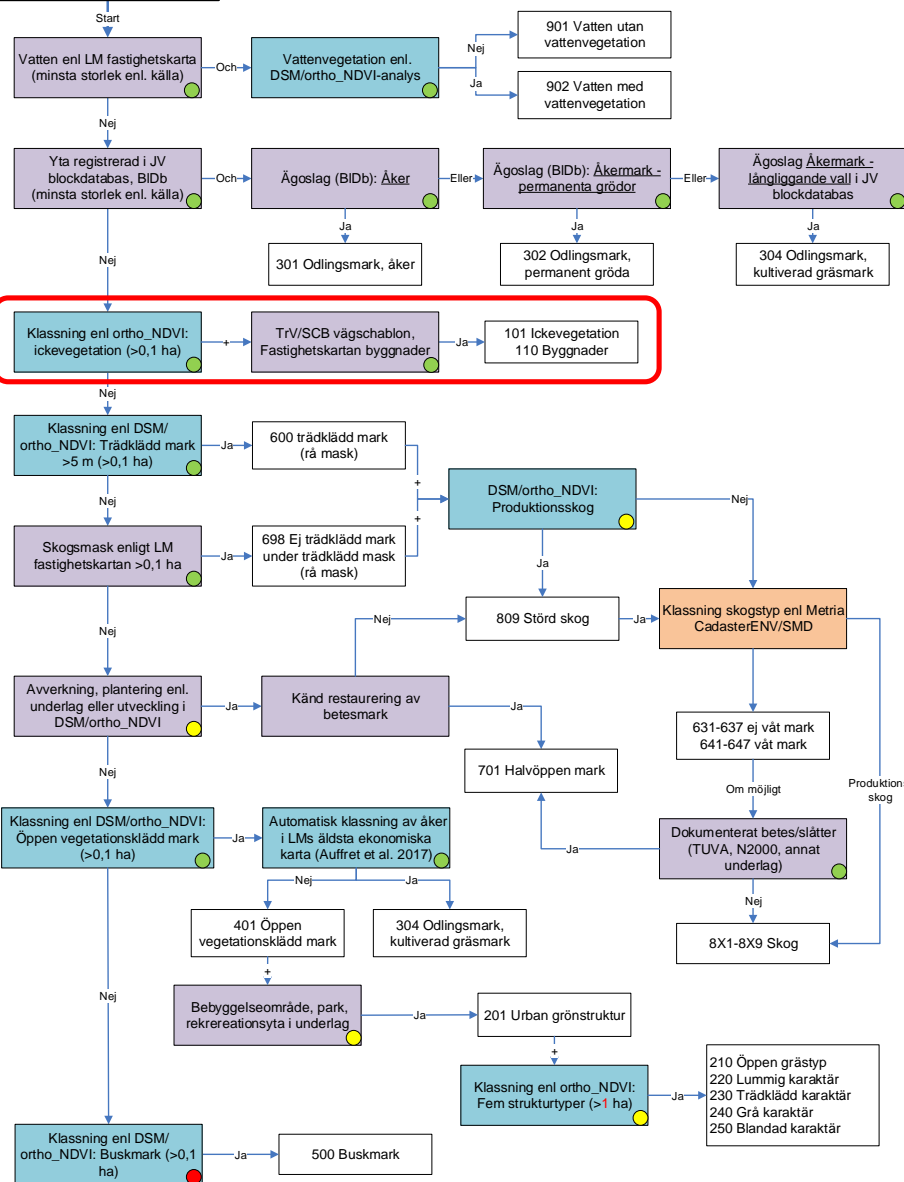 Start
Vatten enl LM fastighetskarta
(minsta storlek enl. källa)
Och
Vattenvegetation enl.
DSM/ortho_NDVI-analys
Nej
Ja
901 Vatten utan
vattenvegetation
902 Vatten med
vattenvegetation
Nej
Yta registrerad i JV
blockdatabas, BIDb
(minsta storlek enl. källa)
Och
Ägoslag (BIDb): Åker
Eller
Ägoslag (BIDb): Åkermark -
permanenta grödor
Eller
Ägoslag Åkermark -
långliggande vall i JV
blockdatabas
Ja
Ja
Ja
301 Odlingsmark, åker
302 Odlingsmark,
permanent gröda
304 Odlingsmark,
kultiverad gräsmark
Nej
Klassning enl ortho_NDVI:
ickevegetation (>0,1 ha)
+
TrV/SCB vägschablon,
Fastighetskartan byggnader
Ja
101 Ickevegetation
110 Byggnader
Nej
Klassning enl DSM/
ortho_NDVI: Trädklädd mark
>5 m (>0,1 ha)
Ja
600 trädklädd mark
(rå mask)
+
+
DSM/ortho_NDVI:
Produktionsskog
Nej
Nej
Skogsmask enligt LM
fastighetskartan >0,1 ha
Ja
698 Ej trädklädd mark
under trädklädd mask
(rå mask)
Ja
809 Störd skog
Ja
Klassning skogstyp enl Metria
CadasterENV/SMD
Nej
Nej
Avverkning, plantering enl.
underlag eller utveckling i
DSM/ortho_NDVI
Ja
Känd restaurering av
betesmark
Ja
701 Halvöppen mark
631-637 ej våt mark
641-647 våt mark
Om möjligt
Produktions
skog
Nej
Klassning enl DSM/ortho_NDVI:
Öppen vegetationsklädd mark
(>0,1 ha)
Ja
Automatisk klassning av åker
i LMs äldsta ekonomiska
karta (Auffret et al. 2017)
Ja
Dokumenterat betes/slåtter
(TUVA, N2000, annat
underlag)
Nej
Ja
Nej
401 Öppen
vegetationsklädd mark
304 Odlingsmark,
kultiverad gräsmark
8X1-8X9 Skog
+
Nej
Bebyggelseområde, park,
rekrereationsyta i underlag
Ja
201 Urban grönstruktur
+
Klassning enl ortho_NDVI:
Fem strukturtyper (>1 ha)
Ja
210 Öppen grästyp
220 Lummig karaktär
230 Trädklädd karaktär
240 Grå karaktär
250 Blandad karaktär
Klassning enl DSM/
ortho_NDVI: Buskmark (>0,1
ha)
Ja
500 Buskmark